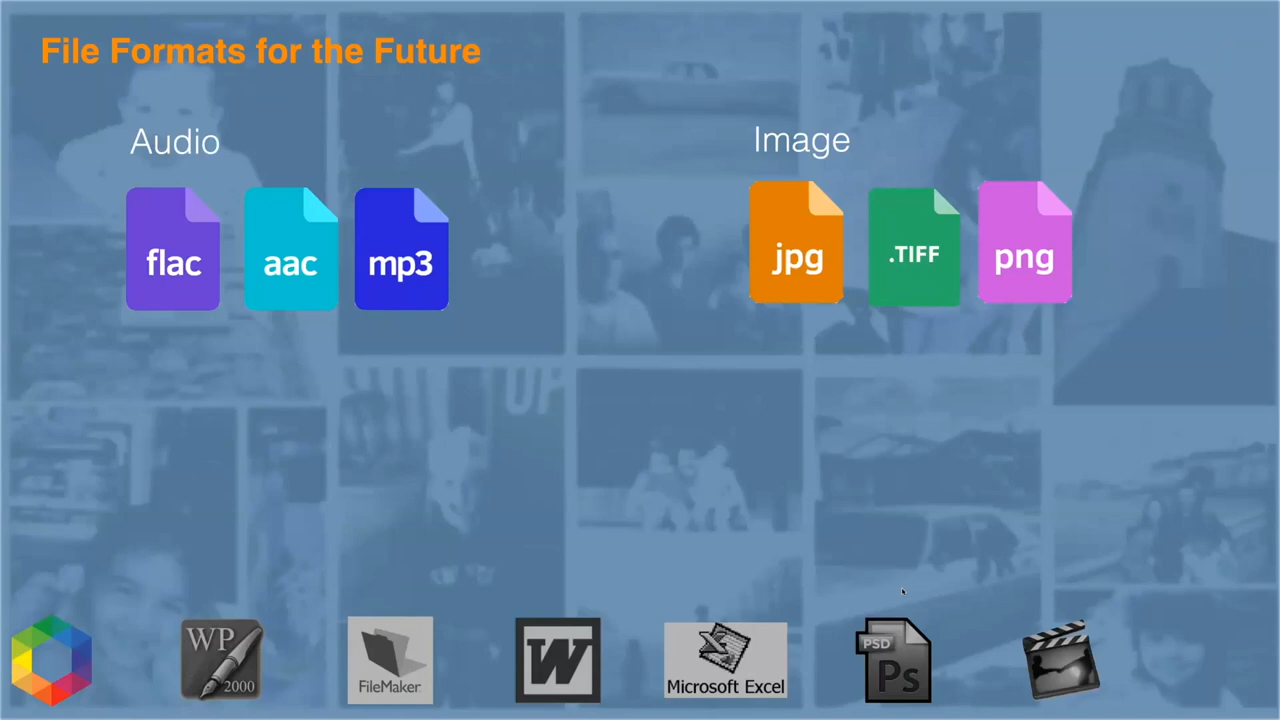 File Formats for the Future
Audio
Image
flac
aac
mp3
jpg
.TIFF
png
UP
WP
2000
FileMaker
W
Microsoft Excel
PSD
Ps